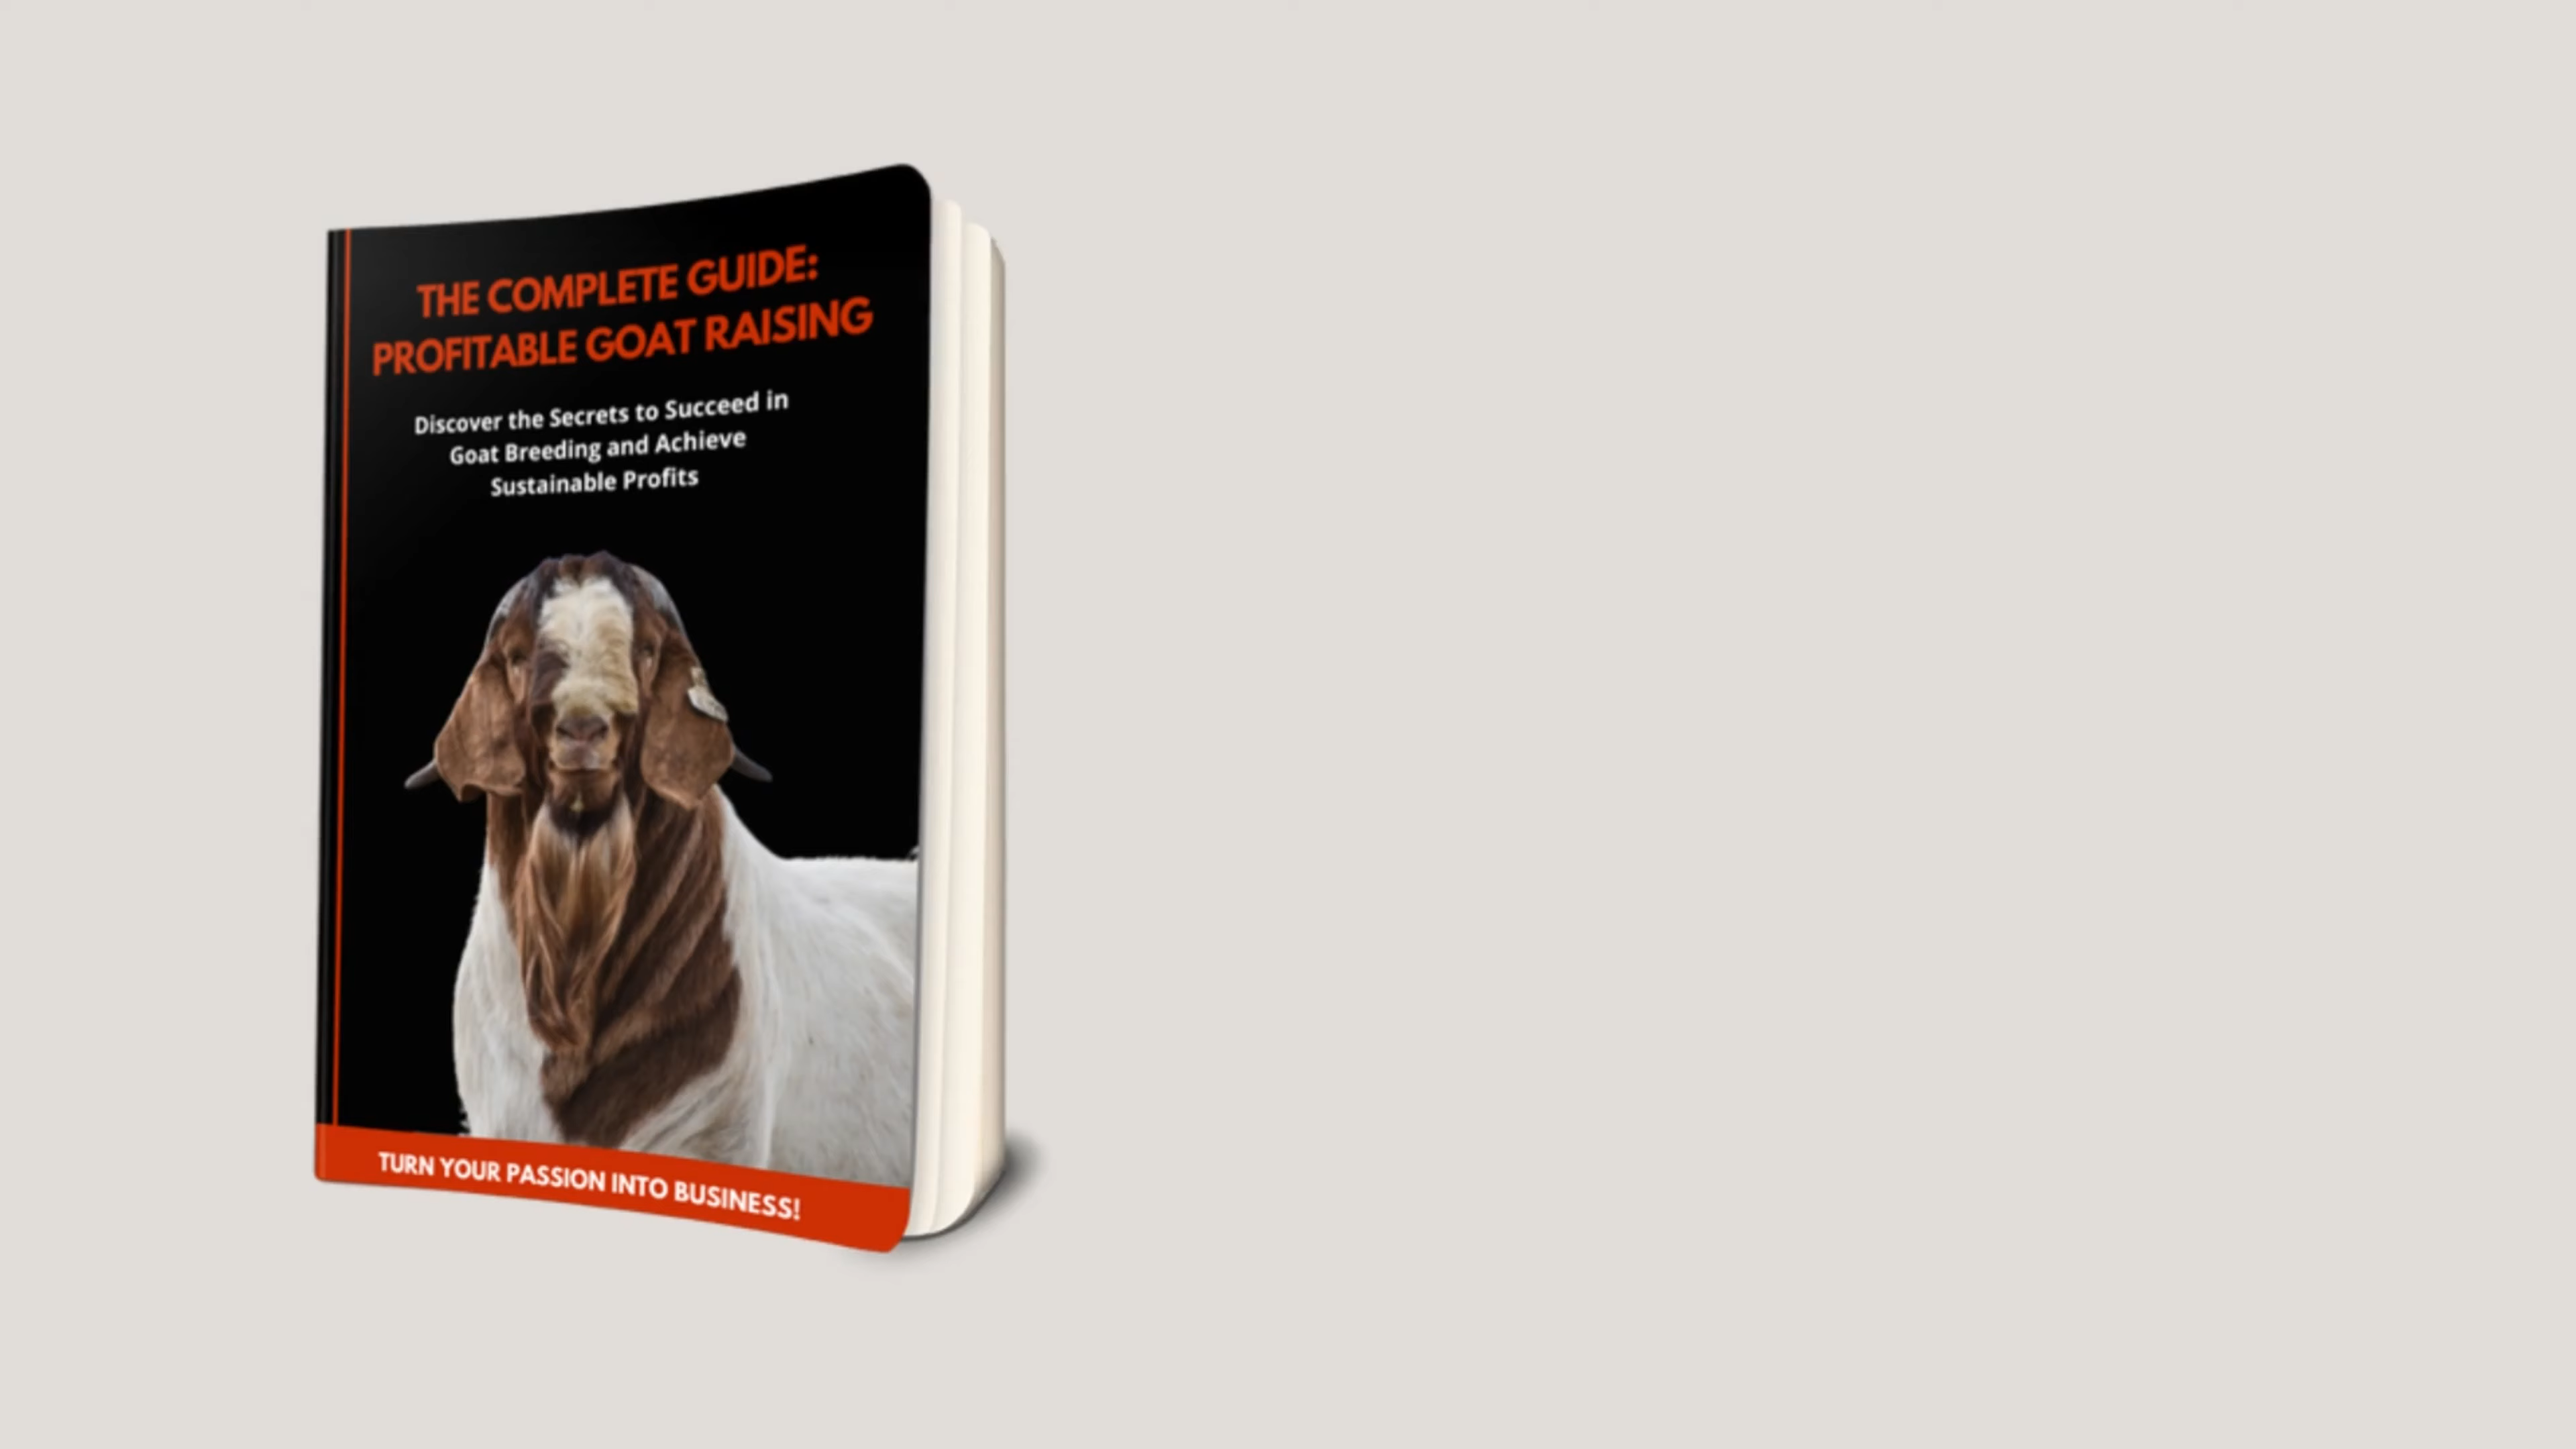 THE COMPLETE GUIDE:
PROFITABLE GOAT RAISING
Discover the Secrets to Succeed in
Goat Breeding and Achieve
Sustainable Profits
TURN YOUR PASSION INTO BUSINESS!